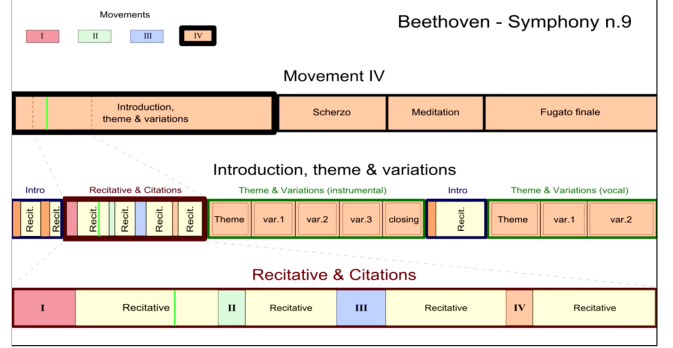 Movements
Beethoven - Symphony n.9
I II III IV
Movement IV
Introduction,
theme & variations
Scherzo Meditation Fugato finale
Introduction, theme & variations
Intro Recitative & Citations Theme & Variations (instrumental) Intro Theme & Variations (vocal)
Recit. Recit. Recit. Recit. Recit. Recit. Theme var.1 var.2 var.3 closing Recit. Theme var.1 var.2
Recitative & Citations
I Recitative II Recitative III Recitative IV Recitative